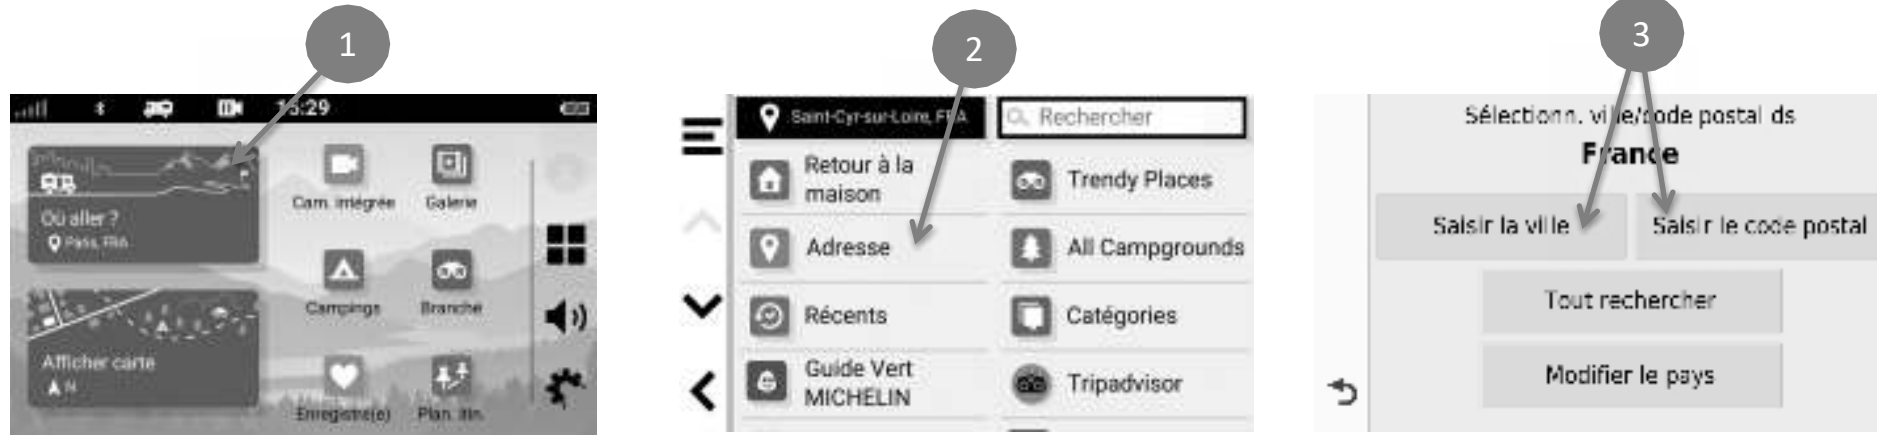 1
2
3
15:29
Où aller ?
Paris, FRA
Afficher carte
N
Cam. intégrée
Galerie
Campings
Branché
Enregistré(e)
Plan. itin.
Saint-Cyr-sur-Loire, FRA
Rechercher
Retour à la
maison
Trendy Places
Adresse
All Campgrounds
Récents
Catégories
Guide Vert
MICHELIN
Tripadvisor
Sélectionn. ville/code postal ds
France
Saisir la ville
Saisir le code postal
Tout rechercher
Modifier le pays